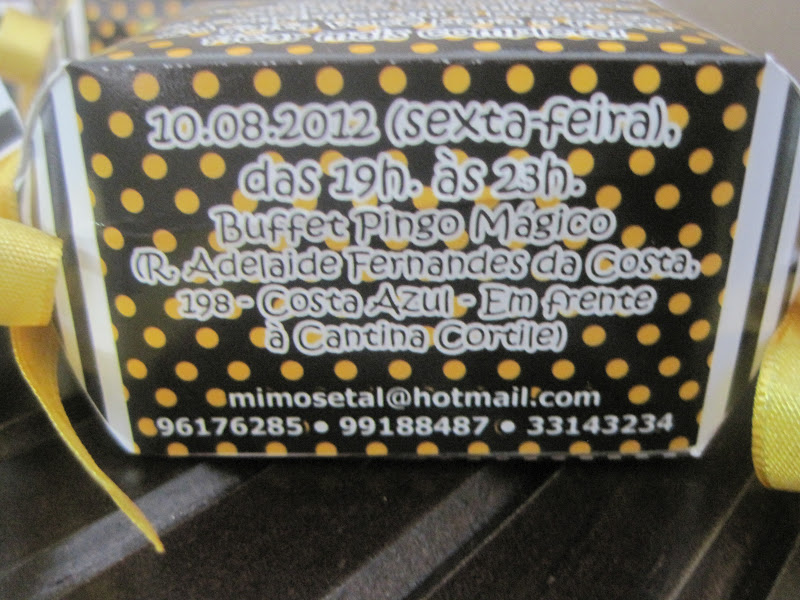 10.08.2012 (sexta-feira),
das 19h. às 23h.
Buffet Pingo Mágico
(R. Adelaide Fernandes da Costa,
198 - Costa Azul - Em frente
à Cantina Cortile)
mimosetal@hotmail.com
96176285 • 99188487 • 33143234